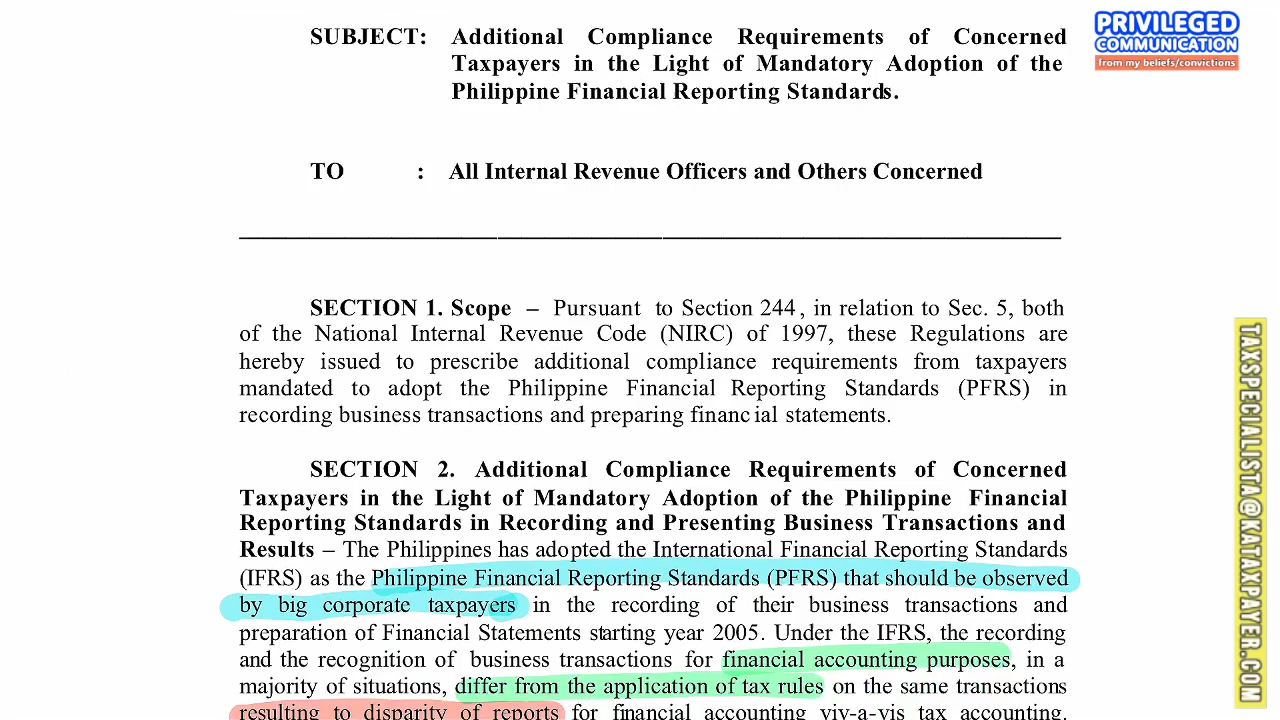 PRIVILEGED
COMMUNICATION
from my beliefs/convictions
SUBJECT: Additional Compliance Requirements of Concerned
Taxpayers in the Light of Mandatory Adoption of the
Philippine Financial Reporting Standards.
TO : All Internal Revenue Officers and Others Concerned
SECTION 1. Scope – Pursuant to Section 244, in relation to Sec. 5, both
of the National Internal Revenue Code (NIRC) of 1997, these Regulations are
hereby issued to prescribe additional compliance requirements from taxpayers
mandated to adopt the Philippine Financial Reporting Standards (PFRS) in
recording business transactions and preparing financial statements.
SECTION 2. Additional Compliance Requirements of Concerned
Taxpayers in the Light of Mandatory Adoption of the Philippine Financial
Reporting Standards in Recording and Presenting Business Transactions and
Results – The Philippines has adopted the International Financial Reporting Standards
(IFRS) as the Philippine Financial Reporting Standards (PFRS) that should be observed
by big corporate taxpayers in the recording of their business transactions and
preparation of Financial Statements starting year 2005. Under the IFRS, the recording
and the recognition of business transactions for financial accounting purposes, in a
majority of situations, differ from the application of tax rules on the same transactions
resulting to disparity of reports for financial accounting viv-a-vis tax accounting.
TAXSPECIALISTA@KATAXPAYER.COM